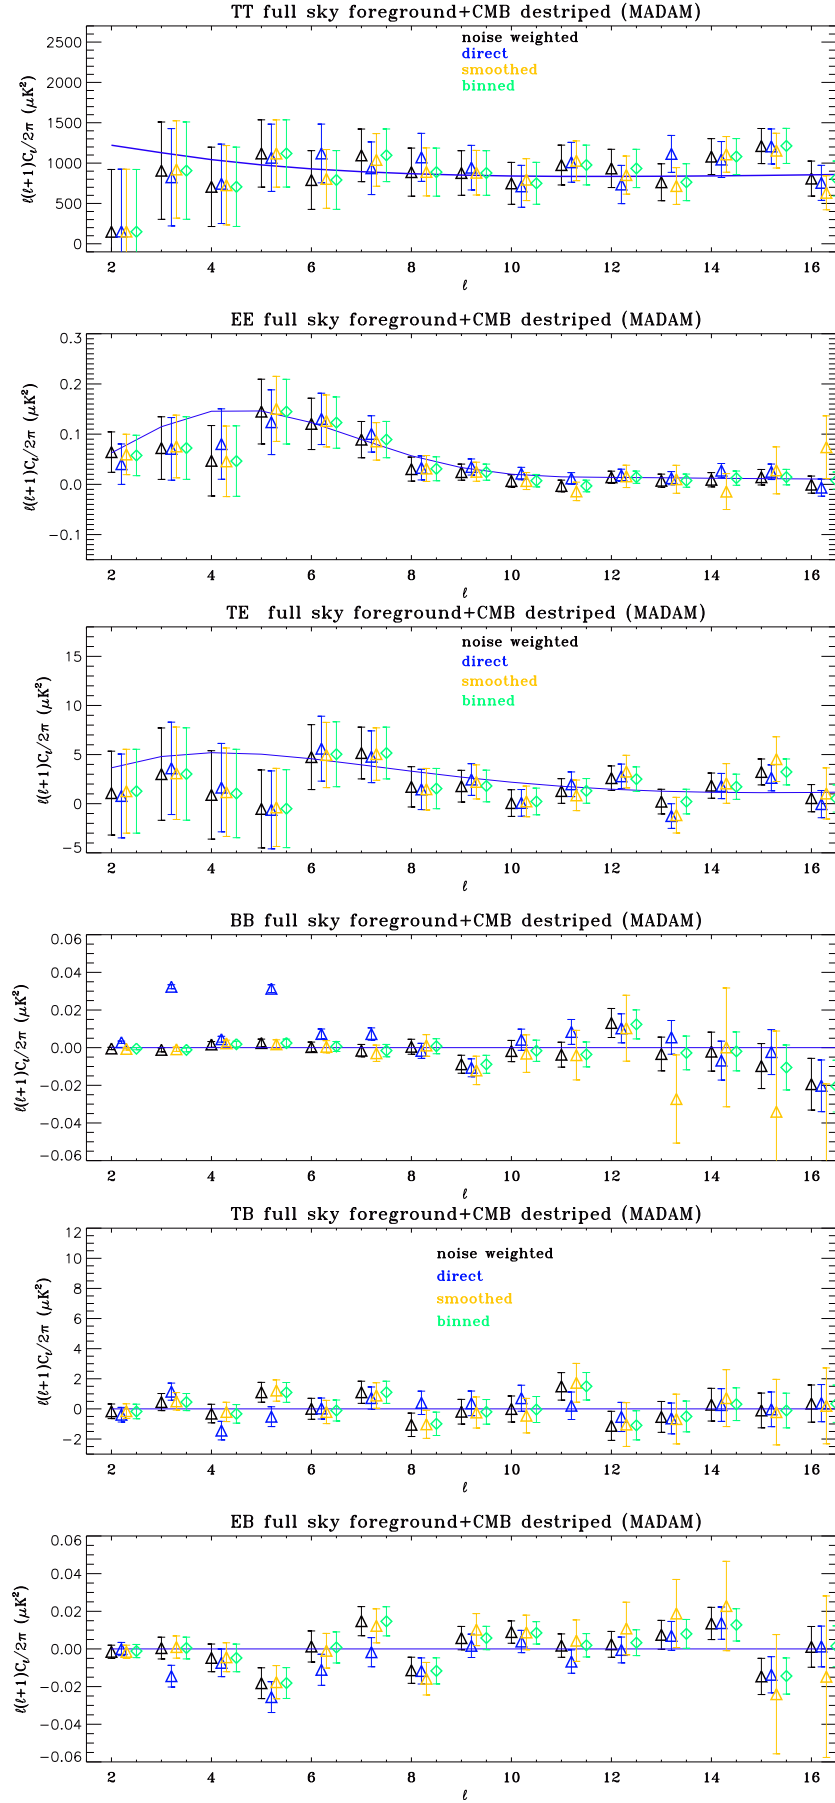 TT full sky foreground+CMB destriped (MADAM)
noise weighted
direct
smoothed
binned
2500
2000
1500
1000
500
0
ℓ(ℓ+1)Cℓ/2π (μK²)
2 4 6 8 10 12 14 16
ℓ
EE full sky foreground+CMB destriped (MADAM)
0.3
0.2
0.1
0.0
−0.1
ℓ(ℓ+1)Cℓ/2π (μK²)
2 4 6 8 10 12 14 16
ℓ
TE full sky foreground+CMB destriped (MADAM)
noise weighted
direct
smoothed
binned
15
10
5
0
−5
ℓ(ℓ+1)Cℓ/2π (μK²)
2 4 6 8 10 12 14 16
ℓ
BB full sky foreground+CMB destriped (MADAM)
0.06
0.04
0.02
0.00
−0.02
−0.04
−0.06
ℓ(ℓ+1)Cℓ/2π (μK²)
2 4 6 8 10 12 14 16
ℓ
TB full sky foreground+CMB destriped (MADAM)
noise weighted
direct
smoothed
binned
12
10
8
6
4
2
0
−2
ℓ(ℓ+1)Cℓ/2π (μK²)
2 4 6 8 10 12 14 16
ℓ
EB full sky foreground+CMB destriped (MADAM)
0.06
0.04
0.02
0.00
−0.02
−0.04
−0.06
ℓ(ℓ+1)Cℓ/2π (μK²)
2 4 6 8 10 12 14 16
ℓ